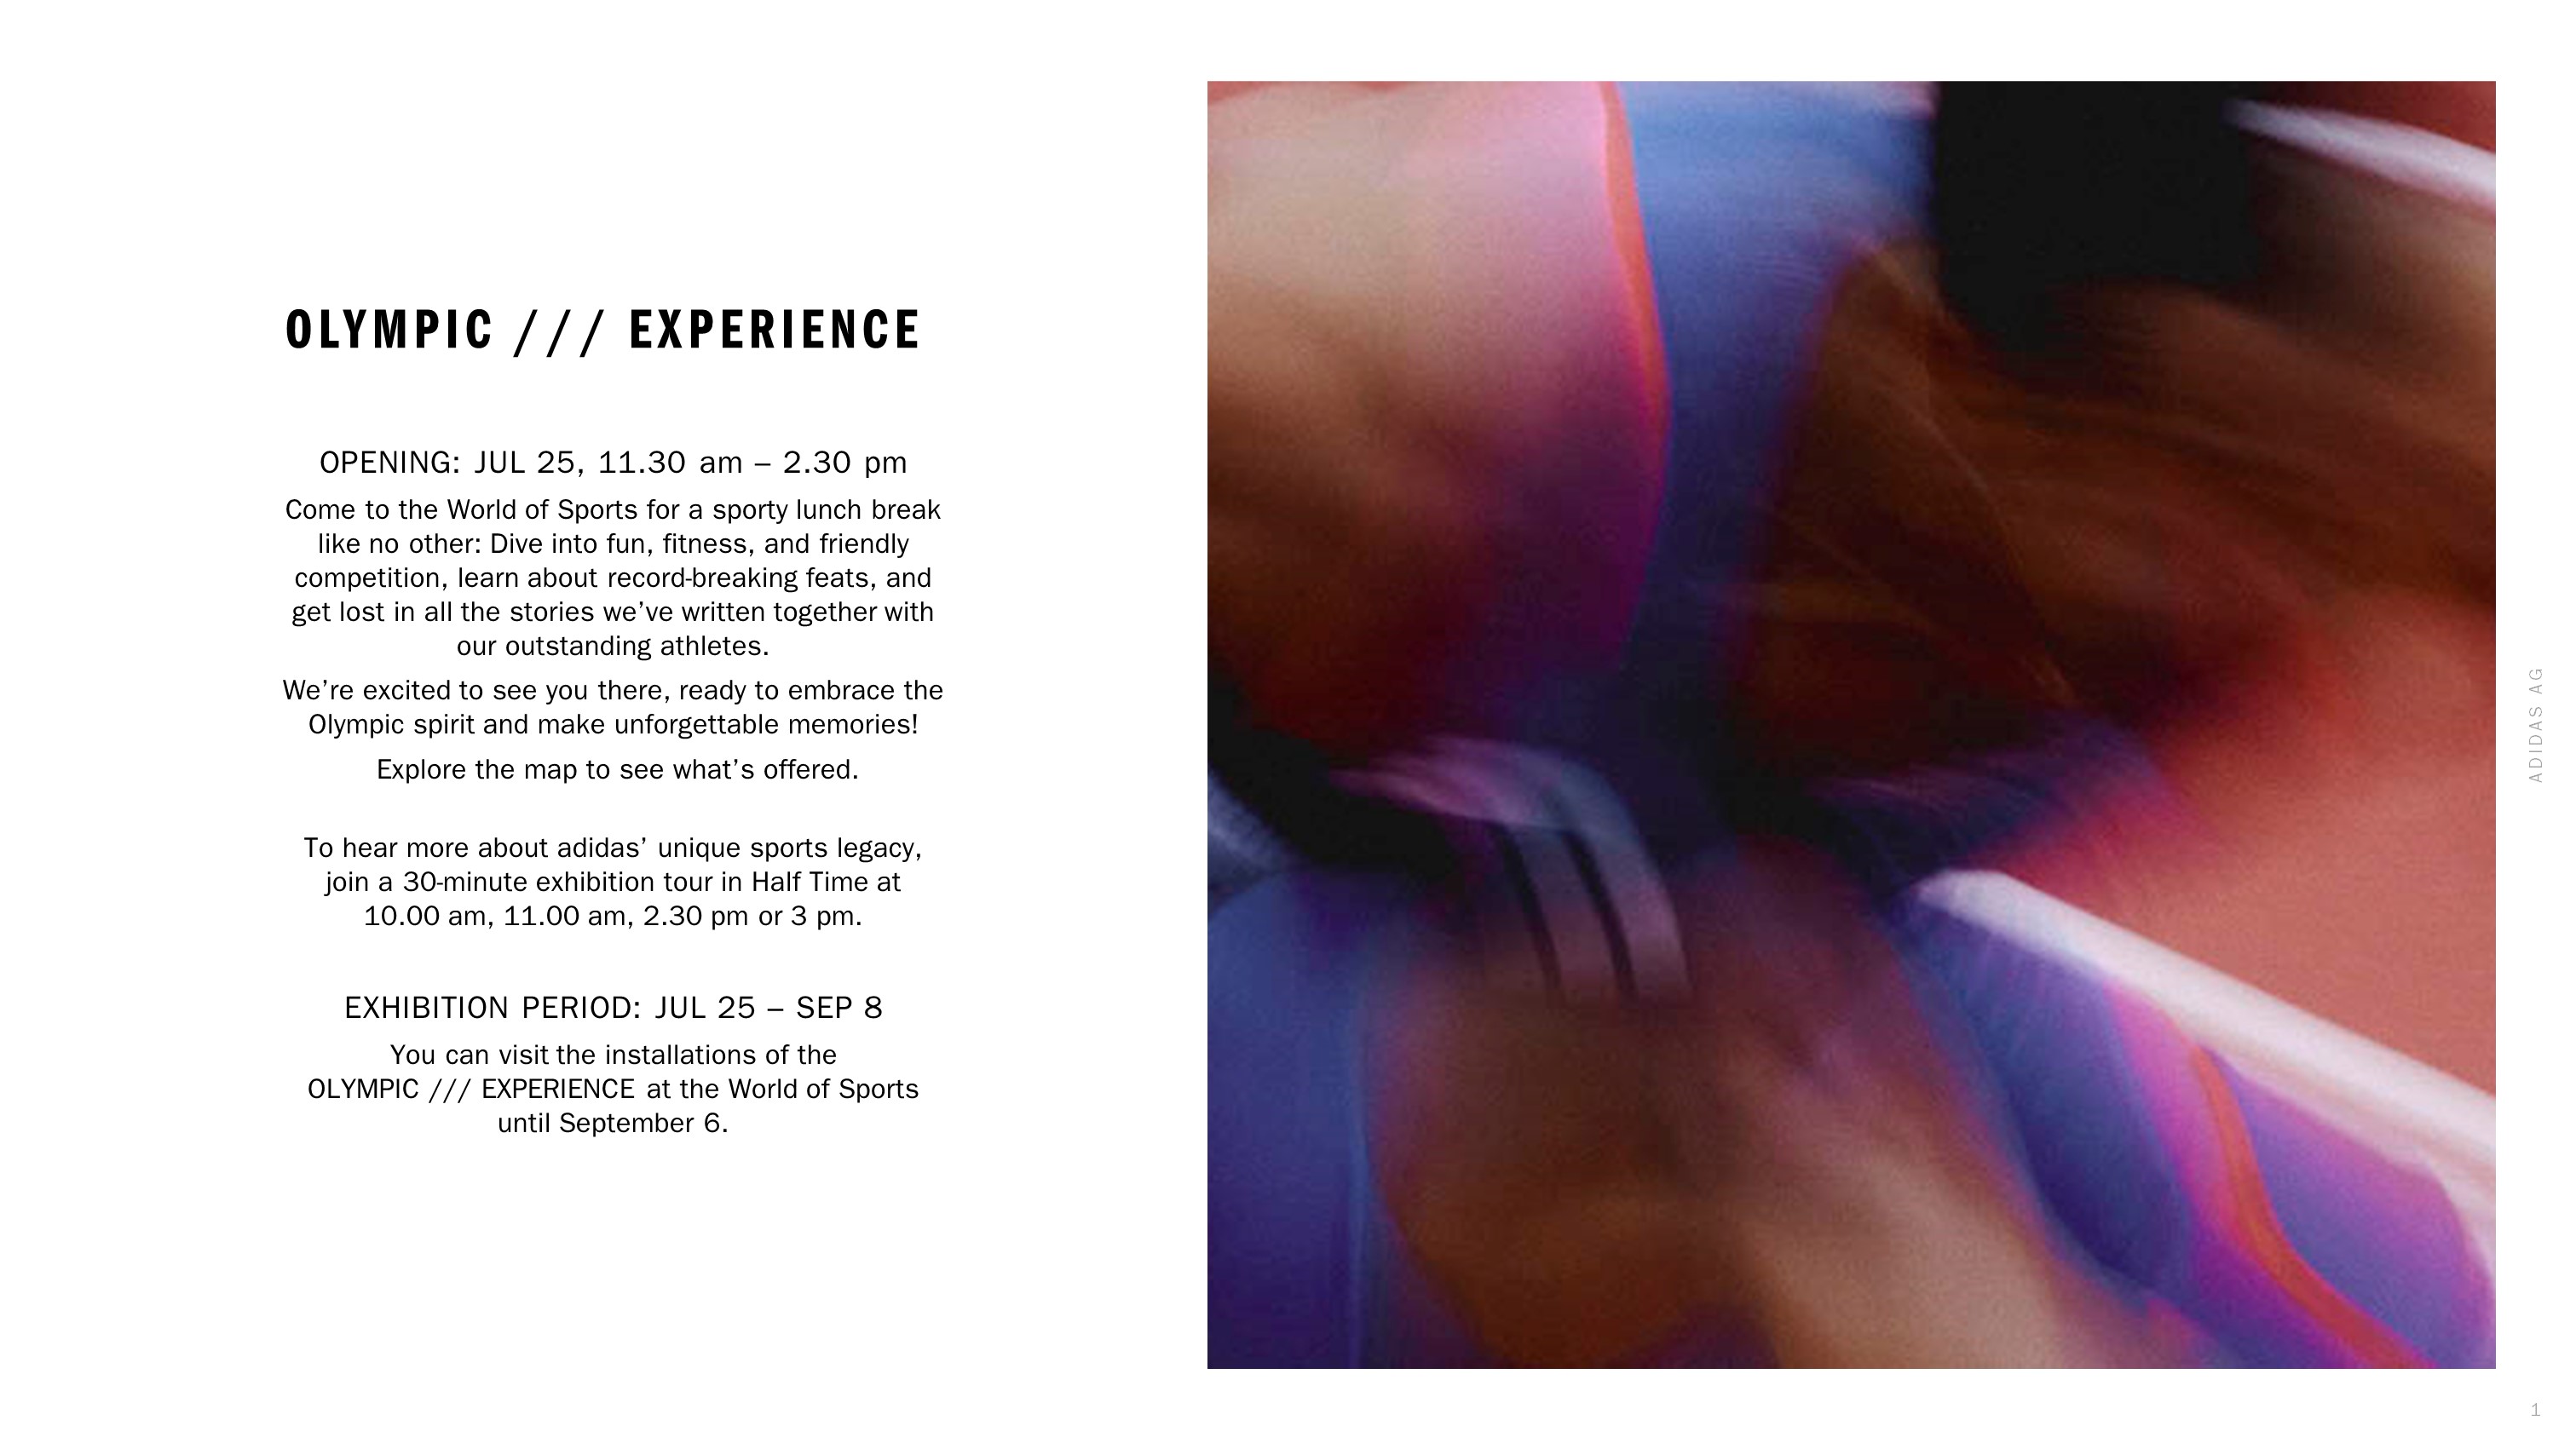 OLYMPIC /// EXPERIENCE
OPENING: JUL 25, 11.30 am – 2.30 pm
Come to the World of Sports for a sporty lunch break
like no other: Dive into fun, fitness, and friendly
competition, learn about record-breaking feats, and
get lost in all the stories we’ve written together with
our outstanding athletes.
We’re excited to see you there, ready to embrace the
Olympic spirit and make unforgettable memories!
Explore the map to see what’s offered.
To hear more about adidas’ unique sports legacy,
join a 30-minute exhibition tour in Half Time at
10.00 am, 11.00 am, 2.30 pm or 3 pm.
EXHIBITION PERIOD: JUL 25 – SEP 8
You can visit the installations of the
OLYMPIC /// EXPERIENCE at the World of Sports
until September 6.
ADIDAS AG
1